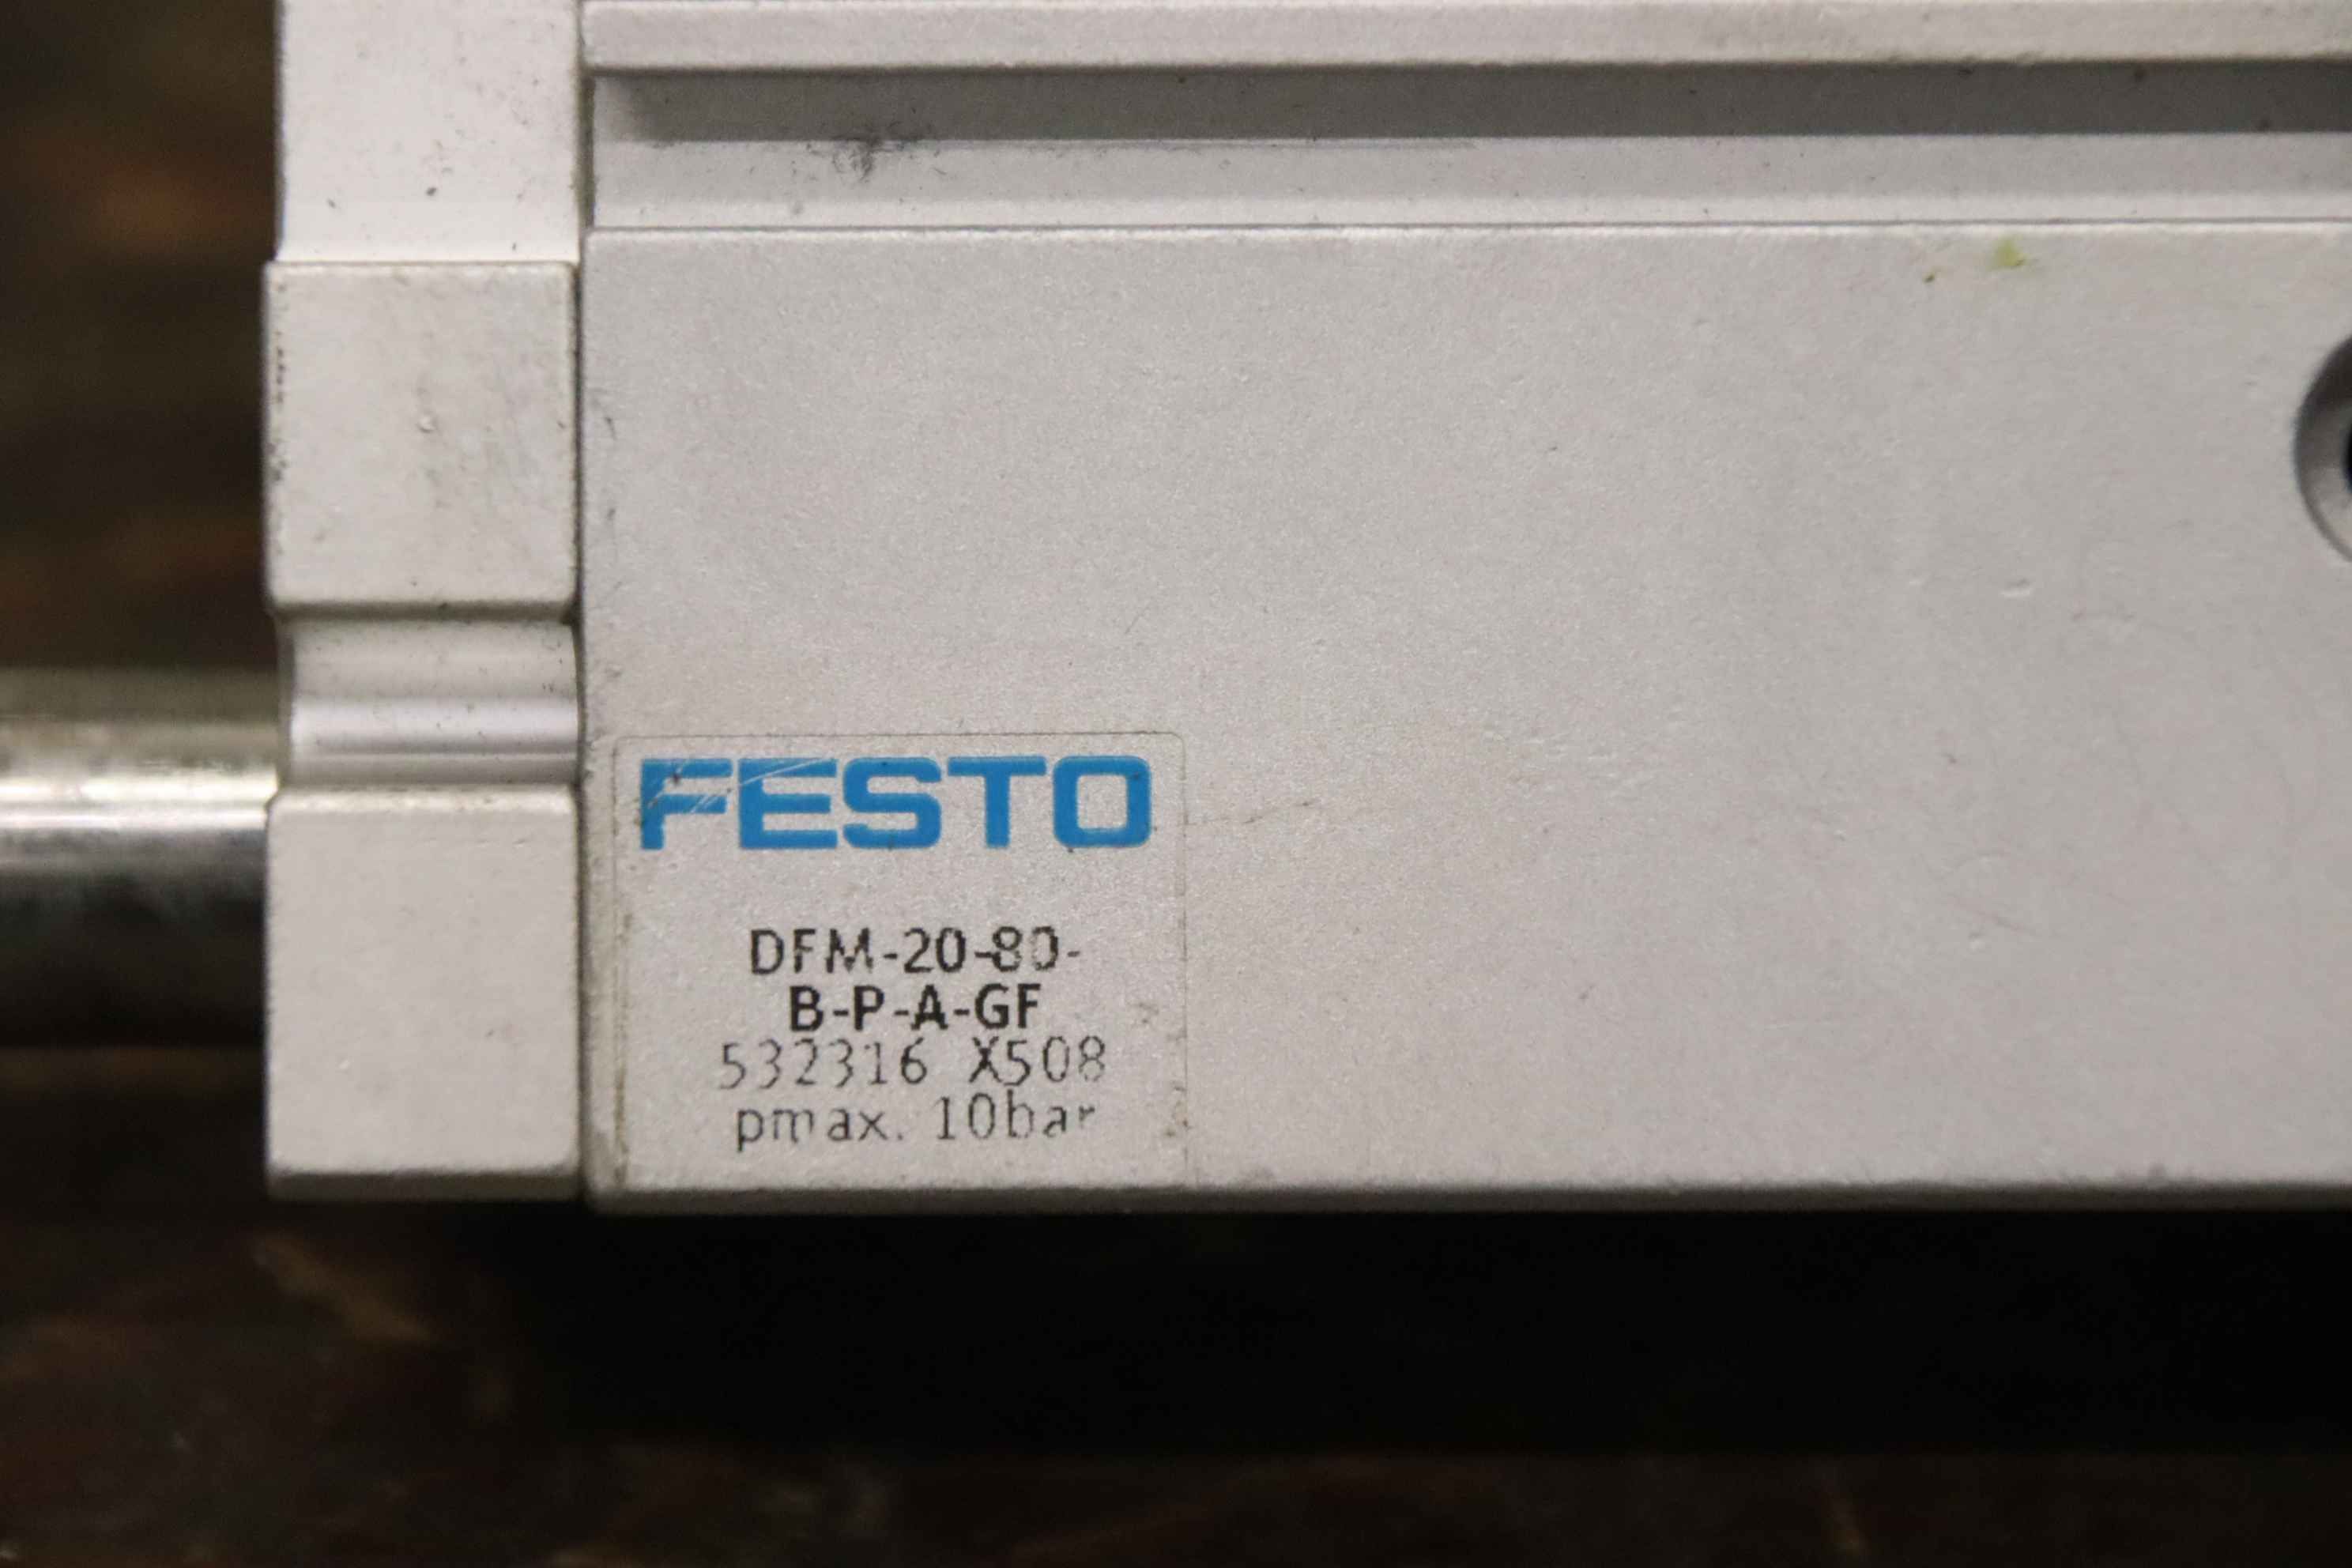 FESTO
DFM-20-80-
B-P-A-GF
532316 X508
pmax. 10bar